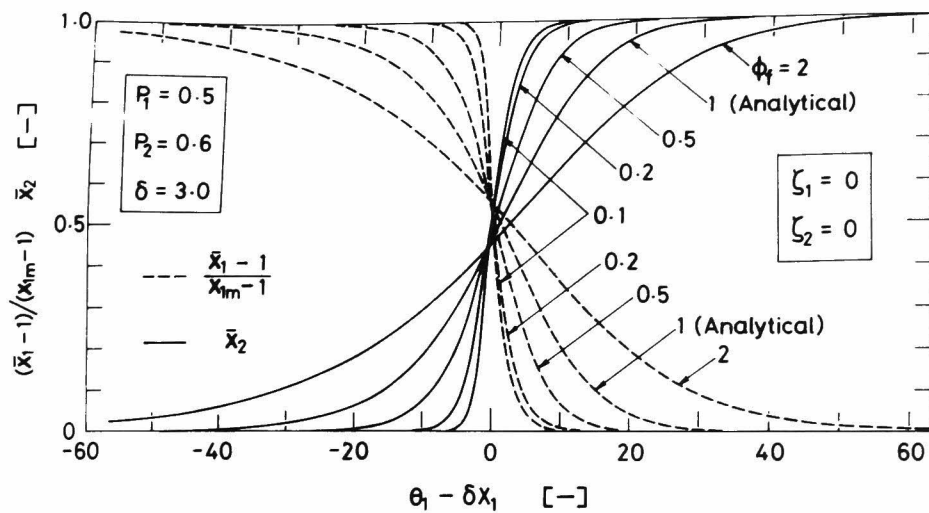 1.0
0.5
0
(x̄₁-1)/(x₁ₘ-1)   x̄₂   [-]
P₁ = 0.5
P₂ = 0.6
δ = 3.0
x̄₁ - 1
x₁ₘ - 1
x̄₂
ϕf = 2
1 (Analytical)
0.5
0.2
0.1
0.2
0.5
1 (Analytical)
2
ζ₁ = 0
ζ₂ = 0
-60 -40 -20 0 20 40 60
θ₁ - δX₁   [-]